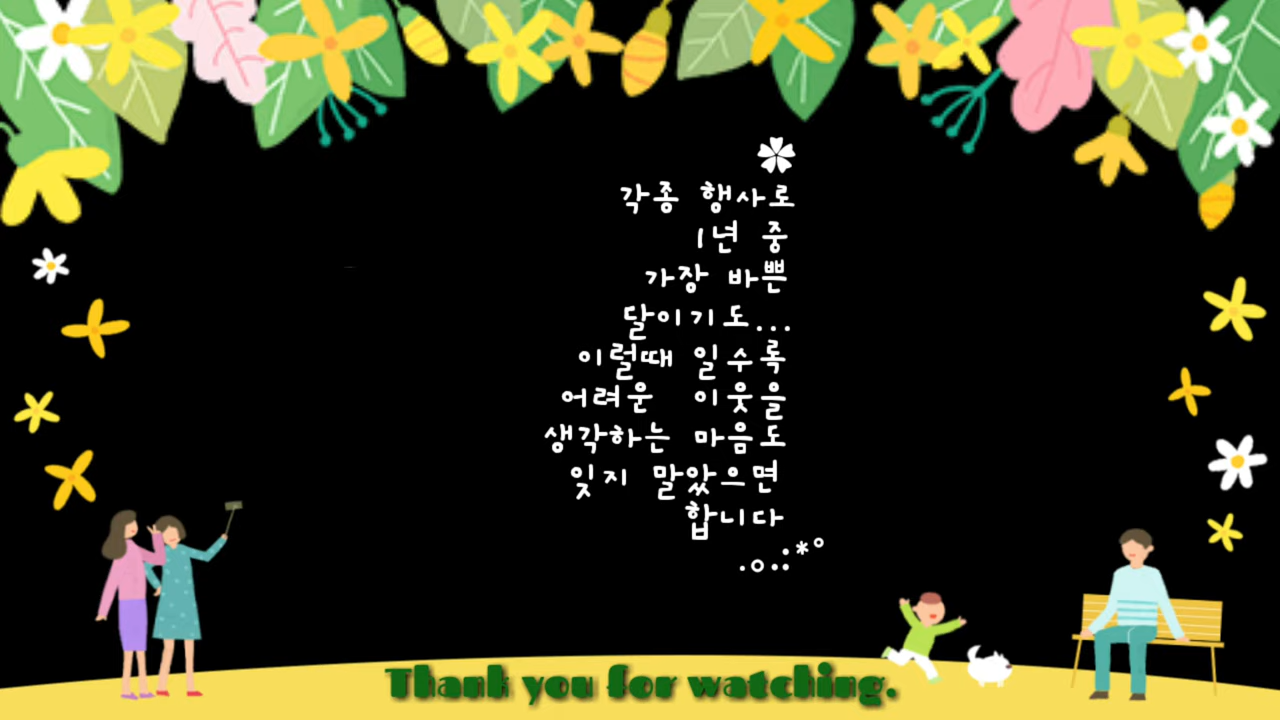 각종 행사로
1년 중
가장 바쁜
달이기도...
이럴때 일수록
어려운 이웃을
생각하는 마음도
잊지 말았으면
합니다
Thank you for watching.